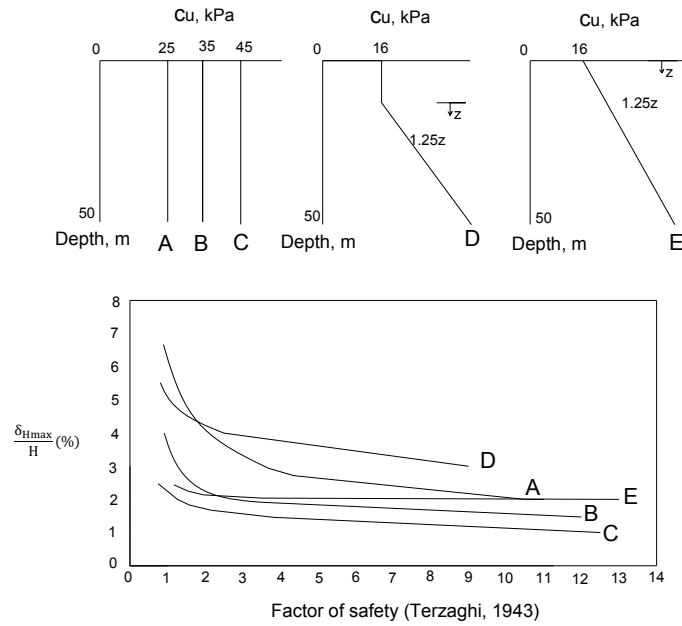 Cu, kPa
0 25 35 45
50
Depth, m A B C
Cu, kPa
0 16
z
1.25z
50
Depth, m D
Cu, kPa
0 16
z
1.25z
50
Depth, m E
8
7
6
5
4
3
2
1
0
δHmax/H (%)
D
A
E
B
C
0 1 2 3 4 5 6 7 8 9 10 11 12 13 14
Factor of safety (Terzaghi, 1943)